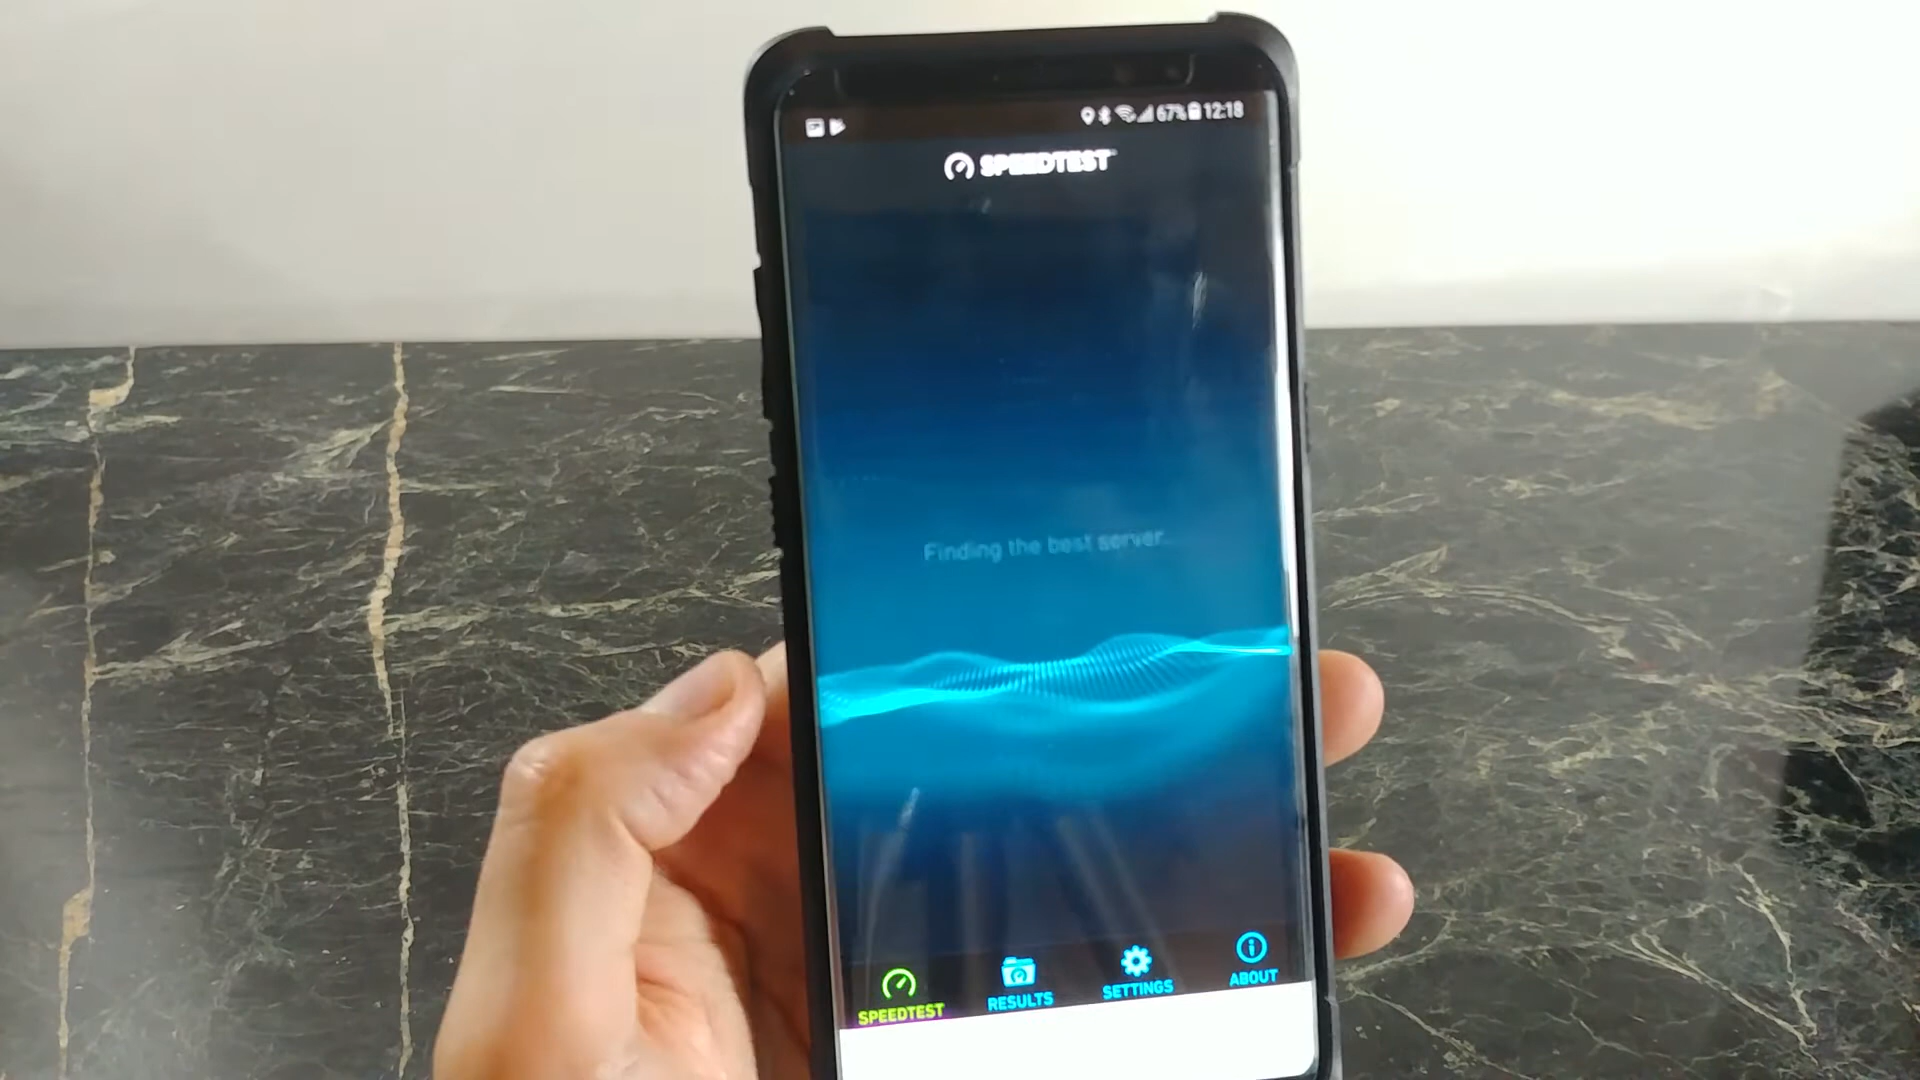 67% 12:18
SPEEDTEST
Finding the best server...
SPEEDTEST
RESULTS
SETTINGS
ABOUT